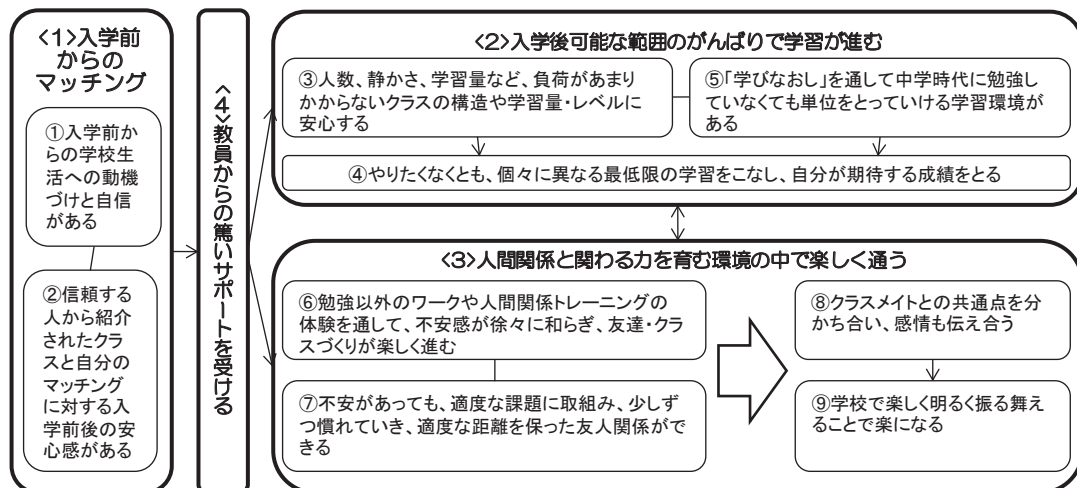 <1>入学前
からの
マッチング
①入学前か
らの学校生
活への動機
づけと自信
がある
②信頼する
人から紹介
されたクラ
スと自分の
マッチング
に対する入
学前後の安
心感がある
<4>教員からの篤いサポートを受ける
<2>入学後可能な範囲のがんばりで学習が進む
③人数、静かさ、学習量など、負荷があまり
かからないクラスの構造や学習量・レベルに
安心する
⑤「学びなおし」を通して中学時代に勉強し
ていなくても単位をとっていける学習環境が
ある
④やりたくなくとも、個々に異なる最低限の学習をこなし、自分が期待する成績をとる
<3>人間関係と関わる力を育む環境の中で楽しく通う
⑥勉強以外のワークや人間関係トレーニングの
体験を通して、不安感が徐々に和らぎ、友達・クラ
スづくりが楽しく進む
⑦不安があっても、適度な課題に取組み、少しず
つ慣れていき、適度な距離を保った友人関係がで
きる
⑧クラスメイトとの共通点を分
かち合い、感情も伝え合う
⑨学校で楽しく明るく振る舞え
ることで楽になる